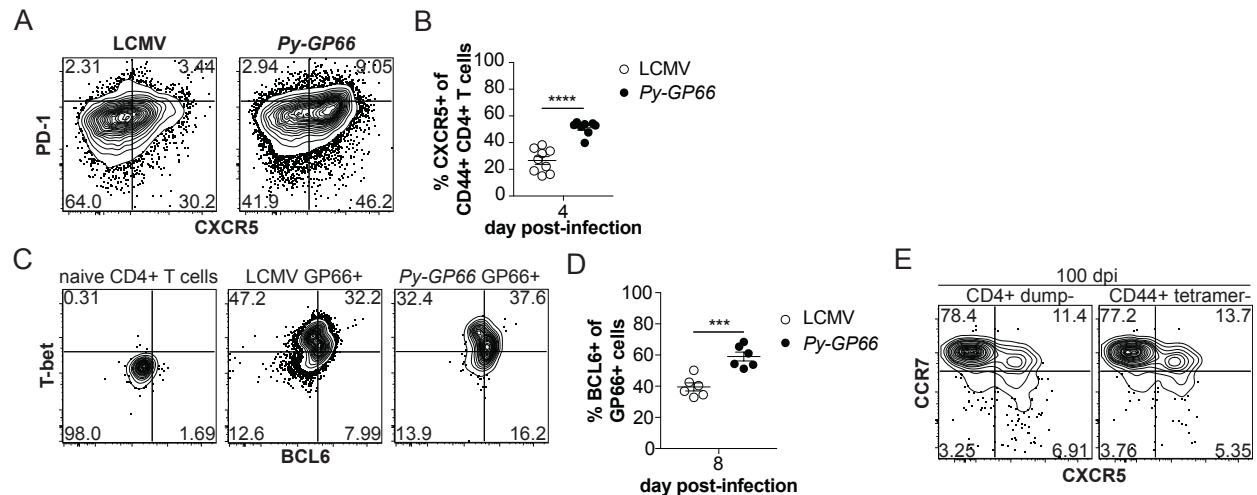 A
LCMV
Py-GP66
2.31
3.44
2.94
9.05
64.0
30.2
41.9
46.2
PD-1
CXCR5
B
% CXCR5+ of
CD44+ CD4+ T cells
100
80
60
40
20
0
****
4
day post-infection
LCMV
Py-GP66
C
naive CD4+ T cells
LCMV GP66+
Py-GP66 GP66+
0.31
47.2
32.2
32.4
37.6
98.0
1.69
12.6
7.99
13.9
16.2
T-bet
BCL6
D
% BCL6+ of
GP66+ cells
100
80
60
40
20
0
***
8
day post-infection
LCMV
Py-GP66
E
100 dpi
CD4+ dump-
CD44+ tetramer-
78.4
11.4
77.2
13.7
3.25
6.91
3.76
5.35
CCR7
CXCR5